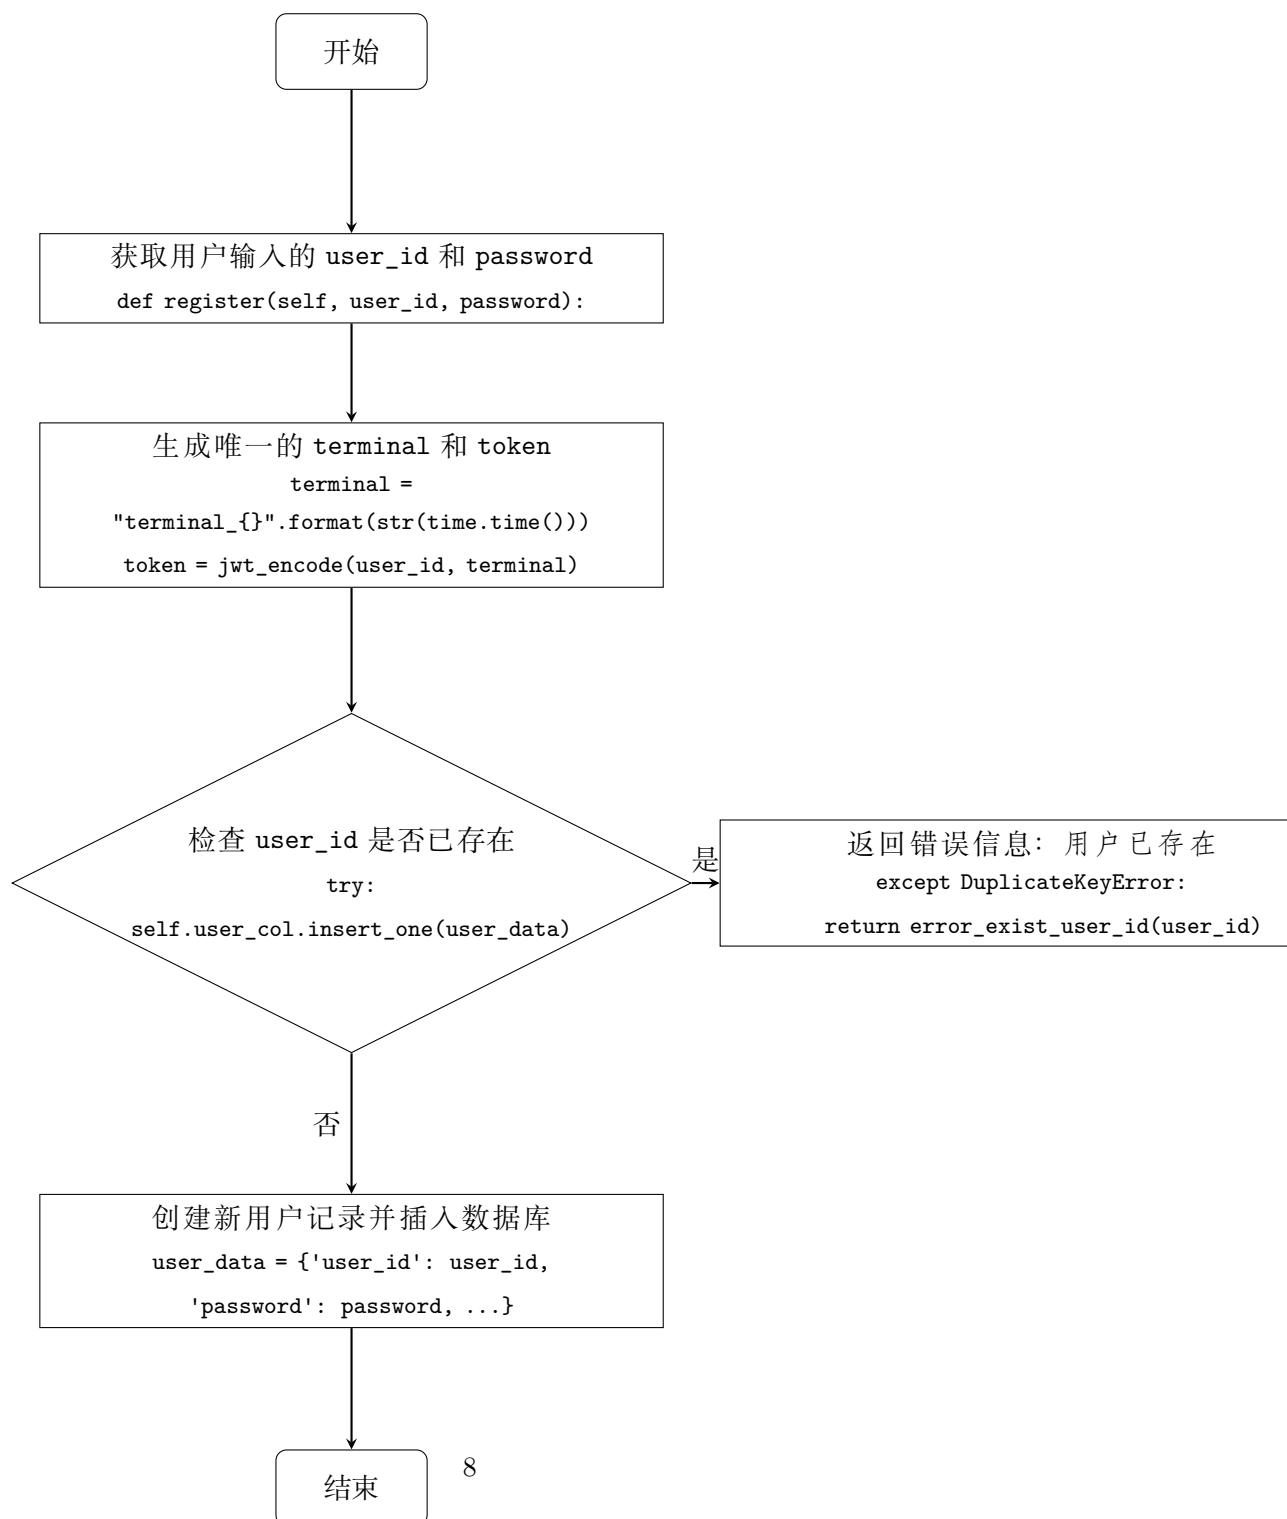 开始
获取用户输入的 user_id 和 password
def register(self, user_id, password):
生成唯一的 terminal 和 token
terminal =
"terminal_{}".format(str(time.time()))
token = jwt_encode(user_id, terminal)
检查 user_id 是否已存在
try:
self.user_col.insert_one(user_data)
是
返回错误信息：用户已存在
except DuplicateKeyError:
return error_exist_user_id(user_id)
否
创建新用户记录并插入数据库
user_data = {'user_id': user_id,
'password': password, ...}
8
结束